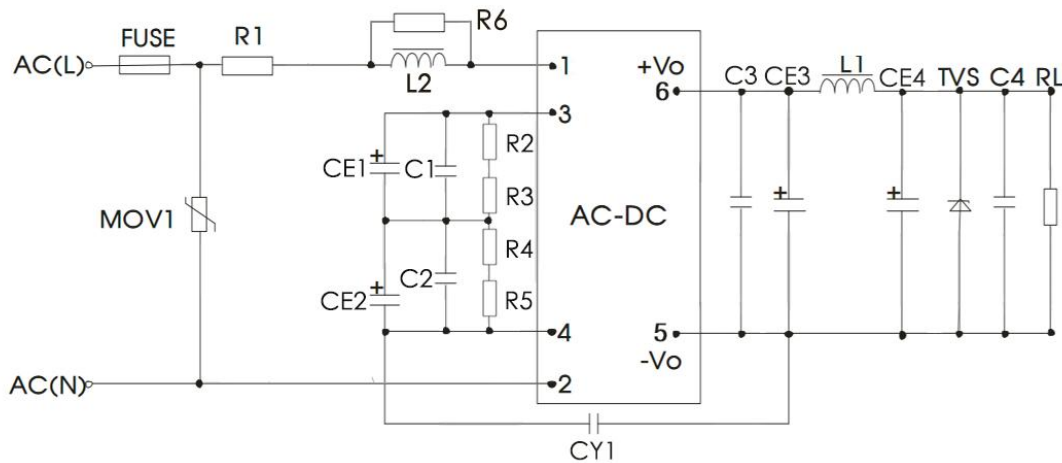 FUSE
R1
R6
AC(L)
L2
1
+Vo
6
C3
CE3
L1
CE4
TVS
C4
RL
3
R2
CE1
+
C1
R3
+
+
MOV1
AC-DC
R4
C2
CE2
+
R5
4
5
-Vo
AC(N)
2
CY1